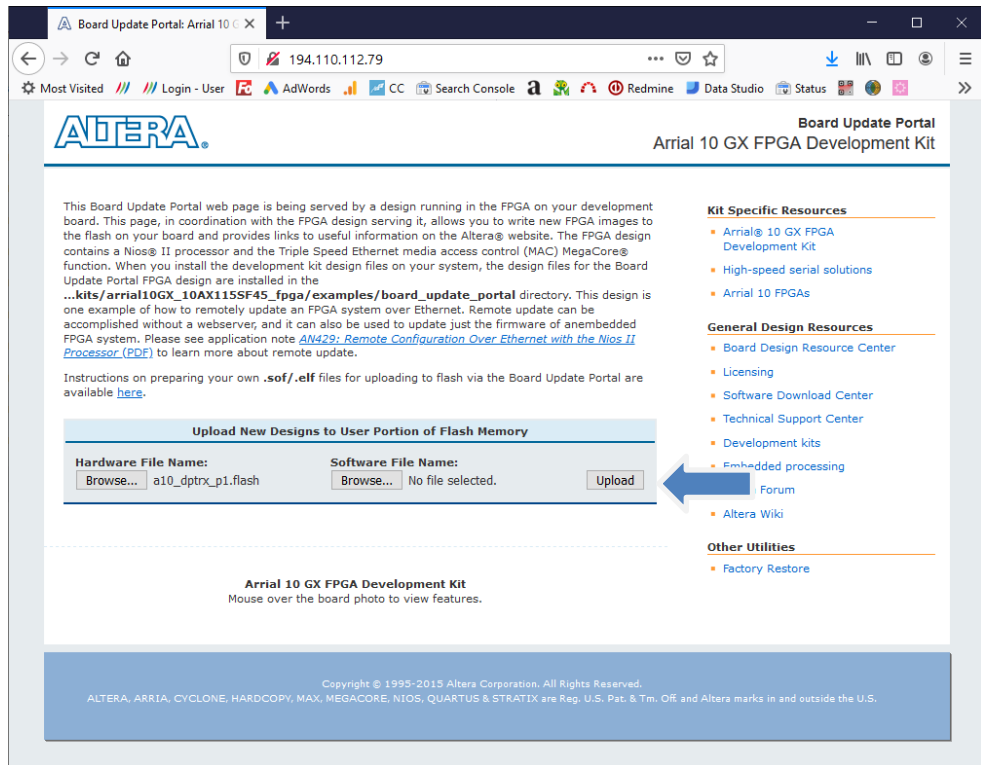 Board Update Portal: Arrial 10 G
194.110.112.79
Most Visited
Login - User
AdWords
CC
Search Console
Redmine
Data Studio
Status
ALTERA®
Board Update Portal
Arrial 10 GX FPGA Development Kit
This Board Update Portal web page is being served by a design running in the FPGA on your development
board. This page, in coordination with the FPGA design serving it, allows you to write new FPGA images to
the flash on your board and provides links to useful information on the Altera® website. The FPGA design
contains a Nios® II processor and the Triple Speed Ethernet media access control (MAC) MegaCore®
function. When you install the development kit design files on your system, the design files for the Board
Update Portal FPGA design are installed in the
...kits/arrial10GX_10AX115SF45_fpga/examples/board_update_portal directory. This design is
one example of how to remotely update an FPGA system over Ethernet. Remote update can be
accomplished without a webserver, and it can also be used to update just the firmware of anembedded
FPGA system. Please see application note AN429: Remote Configuration Over Ethernet with the Nios II
Processor (PDF) to learn more about remote update.
Instructions on preparing your own .sof/.elf files for uploading to flash via the Board Update Portal are
available here.
Upload New Designs to User Portion of Flash Memory
Hardware File Name:
Software File Name:
Browse... a10_dptrx_p1.flash
Browse... No file selected.
Upload
Arrial 10 GX FPGA Development Kit
Mouse over the board photo to view features.
Kit Specific Resources
Arrial® 10 GX FPGA
Development Kit
High-speed serial solutions
Arrial 10 FPGAs
General Design Resources
Board Design Resource Center
Licensing
Software Download Center
Technical Support Center
Development kits
Embedded processing
Forum
Altera Wiki
Other Utilities
Factory Restore
Copyright © 1995-2015 Altera Corporation. All Rights Reserved.
ALTERA, ARRIA, CYCLONE, HARDCOPY, MAX, MEGACORE, NIOS, QUARTUS & STRATIX are Reg. U.S. Pat. & Tm. Off. and Altera marks in and outside the U.S.